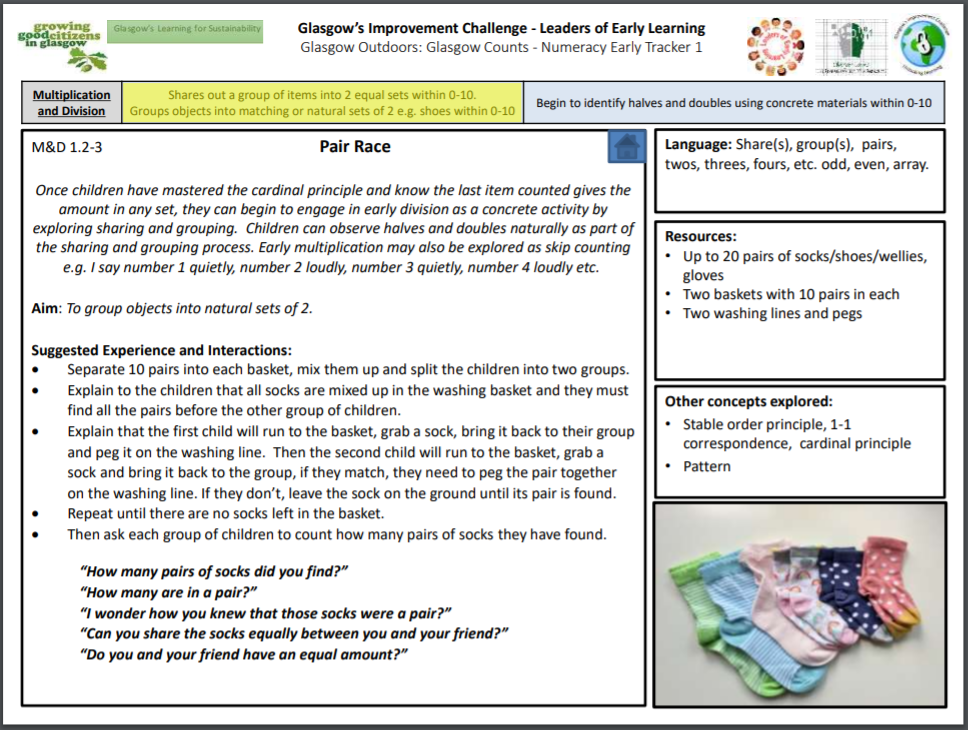 growing
goodcitizens
in glasgow
Glasgow's Learning for Sustainability
Glasgow's Improvement Challenge - Leaders of Early Learning
Glasgow Outdoors: Glasgow Counts - Numeracy Early Tracker 1
Multiplication
and Division
Shares out a group of items into 2 equal sets within 0-10.
Groups objects into matching or natural sets of 2 e.g. shoes within 0-10
Begin to identify halves and doubles using concrete materials within 0-10
M&D 1.2-3
Pair Race
Once children have mastered the cardinal principle and know the last item counted gives the
amount in any set, they can begin to engage in early division as a concrete activity by
exploring sharing and grouping. Children can observe halves and doubles naturally as part of
the sharing and grouping process. Early multiplication may also be explored as skip counting
e.g. I say number 1 quietly, number 2 loudly, number 3 quietly, number 4 loudly etc.
Aim: To group objects into natural sets of 2.
Suggested Experience and Interactions:
• Separate 10 pairs into each basket, mix them up and split the children into two groups.
• Explain to the children that all socks are mixed up in the washing basket and they must
find all the pairs before the other group of children.
• Explain that the first child will run to the basket, grab a sock, bring it back to their group
and peg it on the washing line. Then the second child will run to the basket, grab a
sock and bring it back to the group, if they match, they need to peg the pair together
on the washing line. If they don't, leave the sock on the ground until its pair is found.
• Repeat until there are no socks left in the basket.
• Then ask each group of children to count how many pairs of socks they have found.
"How many pairs of socks did you find?"
"How many are in a pair?"
"I wonder how you knew that those socks were a pair?"
"Can you share the socks equally between you and your friend?"
"Do you and your friend have an equal amount?"
Language: Share(s), group(s), pairs,
twos, threes, fours, etc. odd, even, array.
Resources:
• Up to 20 pairs of socks/shoes/wellies,
gloves
• Two baskets with 10 pairs in each
• Two washing lines and pegs
Other concepts explored:
• Stable order principle, 1-1
correspondence, cardinal principle
• Pattern